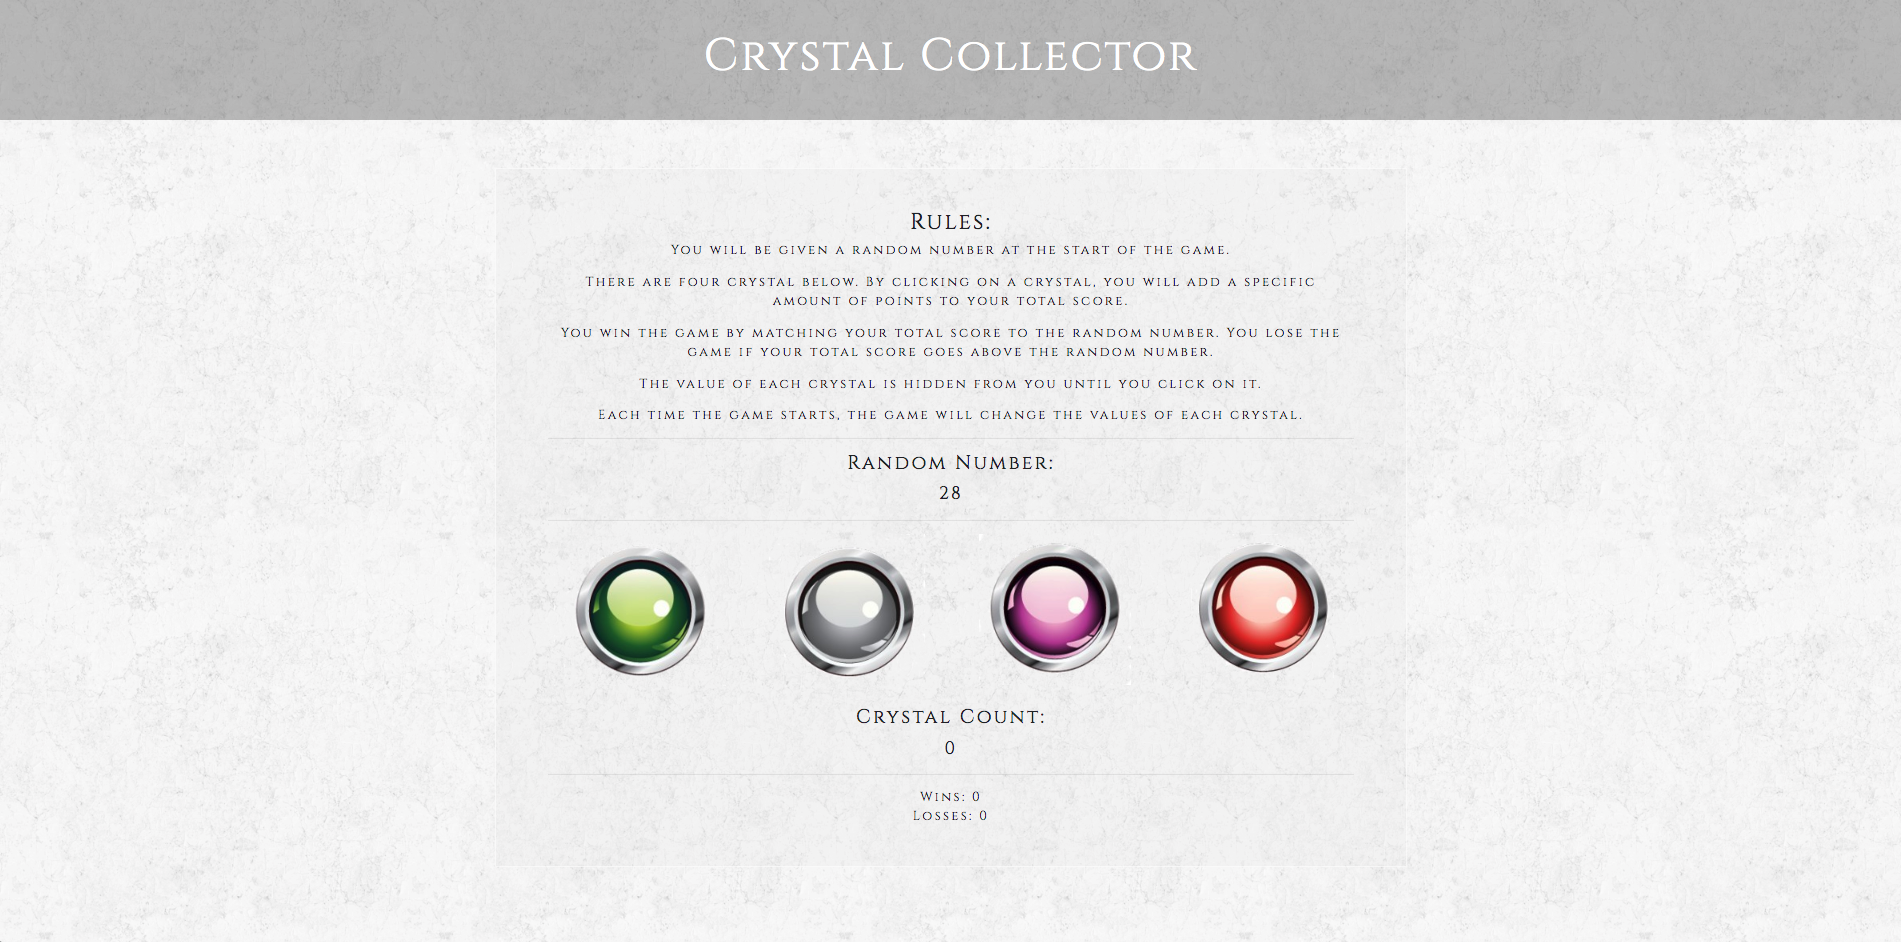 Crystal Collector
Rules:
You will be given a random number at the start of the game.
There are four crystal below. By clicking on a crystal, you will add a specific
amount of points to your total score.
You win the game by matching your total score to the random number. You lose the
game if your total score goes above the random number.
The value of each crystal is hidden from you until you click on it.
Each time the game starts, the game will change the values of each crystal.
Random Number:
28
Crystal Count:
0
Wins: 0
Losses: 0